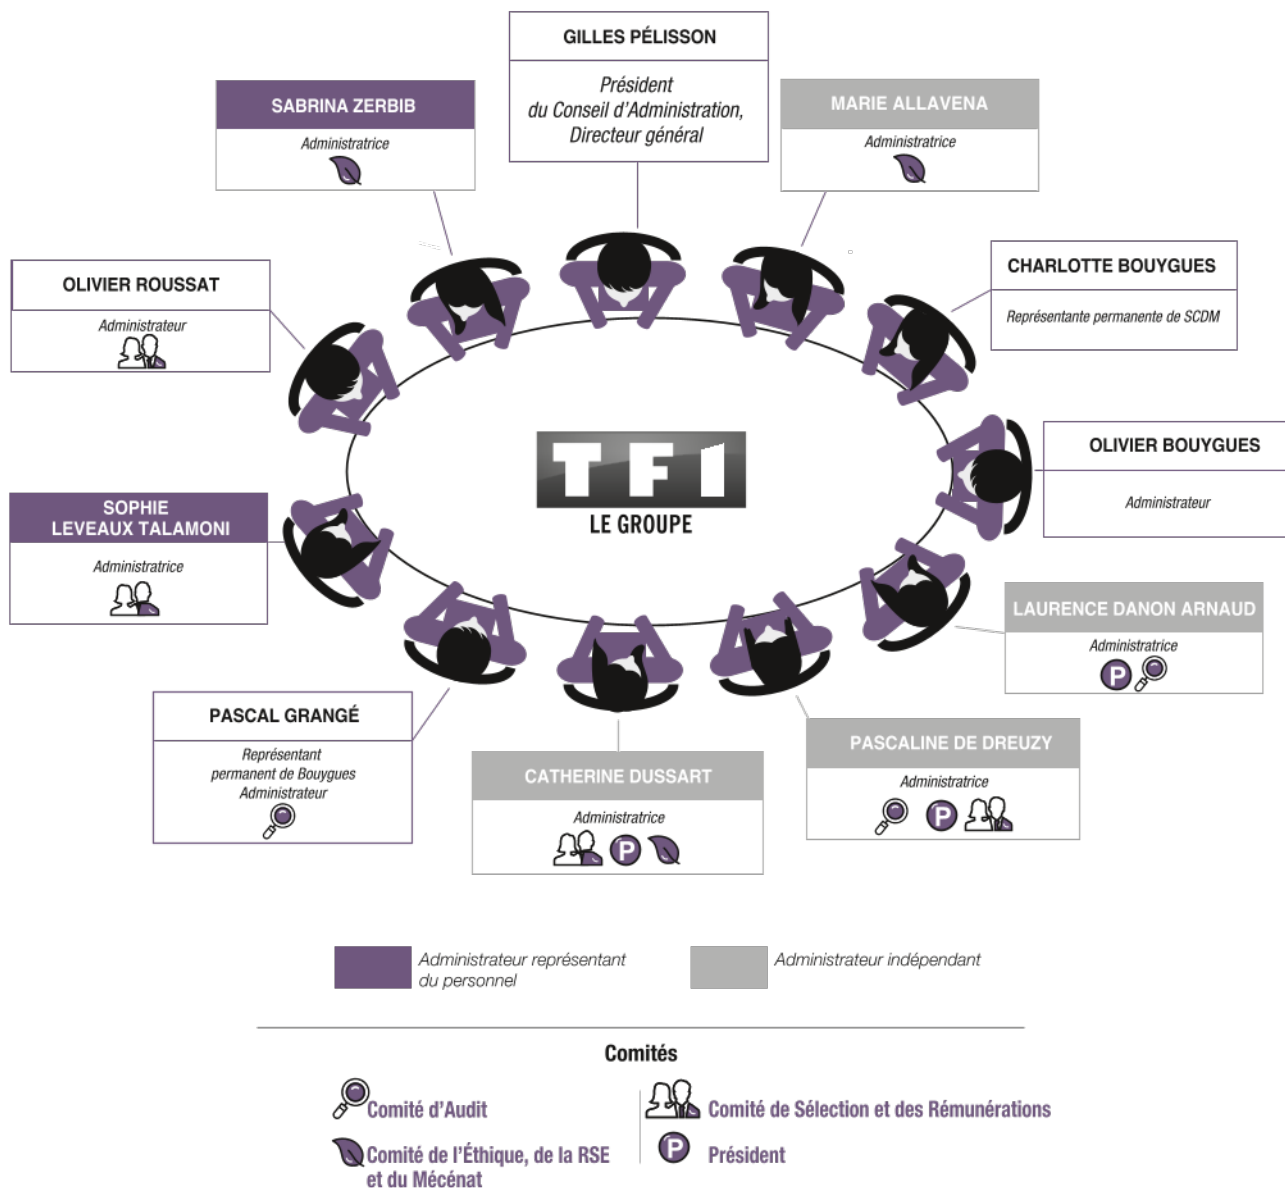 GILLES PÉLISSON
Président
du Conseil d'Administration,
Directeur général
SABRINA ZERBIB
Administratrice
MARIE ALLAVENA
Administratrice
OLIVIER ROUSSAT
Administrateur
CHARLOTTE BOUYGUES
Représentante permanente de SCDM
TF1
LE GROUPE
OLIVIER BOUYGUES
Administrateur
SOPHIE
LEVEAUX TALAMONI
Administratrice
LAURENCE DANON ARNAUD
Administratrice
P
PASCAL GRANGÉ
Représentant
permanent de Bouygues
Administrateur
CATHERINE DUSSART
Administratrice
P
PASCALINE DE DREUZY
Administratrice
P
Administrateur représentant
du personnel
Administrateur indépendant
Comités
Comité d'Audit
Comité de l'Éthique, de la RSE
et du Mécénat
Comité de Sélection et des Rémunérations
P Président